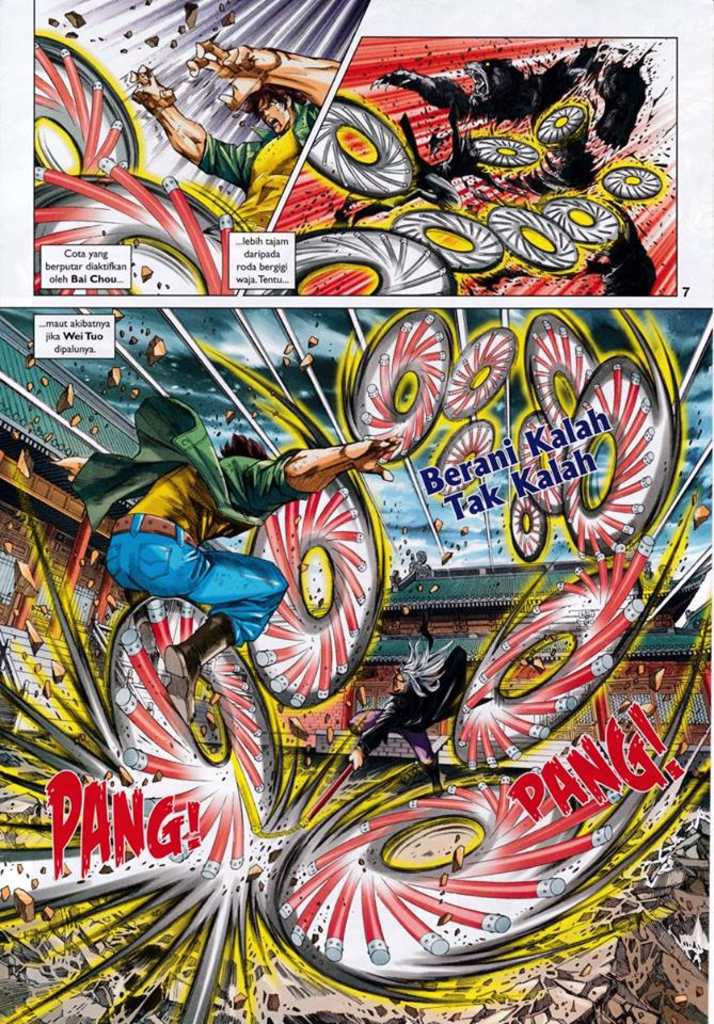 Cota yang
berputar diaktifkan
oleh Bai Chou...
...lebih tajam
daripada
roda bergigi
waja. Tentu...
7
...maut akibatnya
jika Wei Tuo
dipalunya.
Berani Kalah
Tak Kalah
PANG!
PANG!